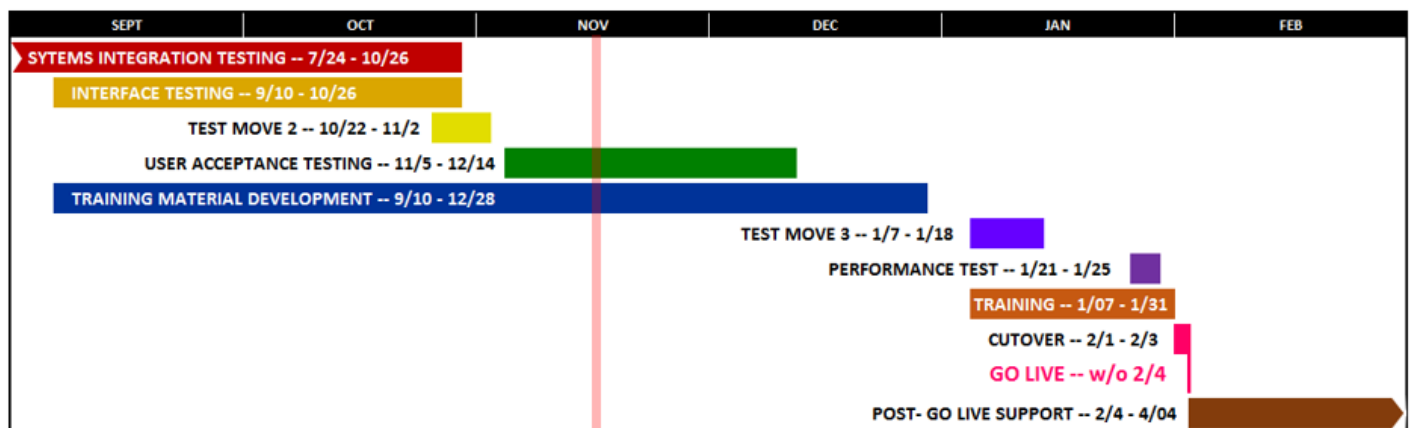 SEPT OCT NOV DEC JAN FEB
SYTEMS INTEGRATION TESTING -- 7/24 - 10/26
INTERFACE TESTING -- 9/10 - 10/26
TEST MOVE 2 -- 10/22 - 11/2
USER ACCEPTANCE TESTING -- 11/5 - 12/14
TRAINING MATERIAL DEVELOPMENT -- 9/10 - 12/28
TEST MOVE 3 -- 1/7 - 1/18
PERFORMANCE TEST -- 1/21 - 1/25
TRAINING -- 1/07 - 1/31
CUTOVER -- 2/1 - 2/3
GO LIVE -- w/o 2/4
POST- GO LIVE SUPPORT -- 2/4 - 4/04